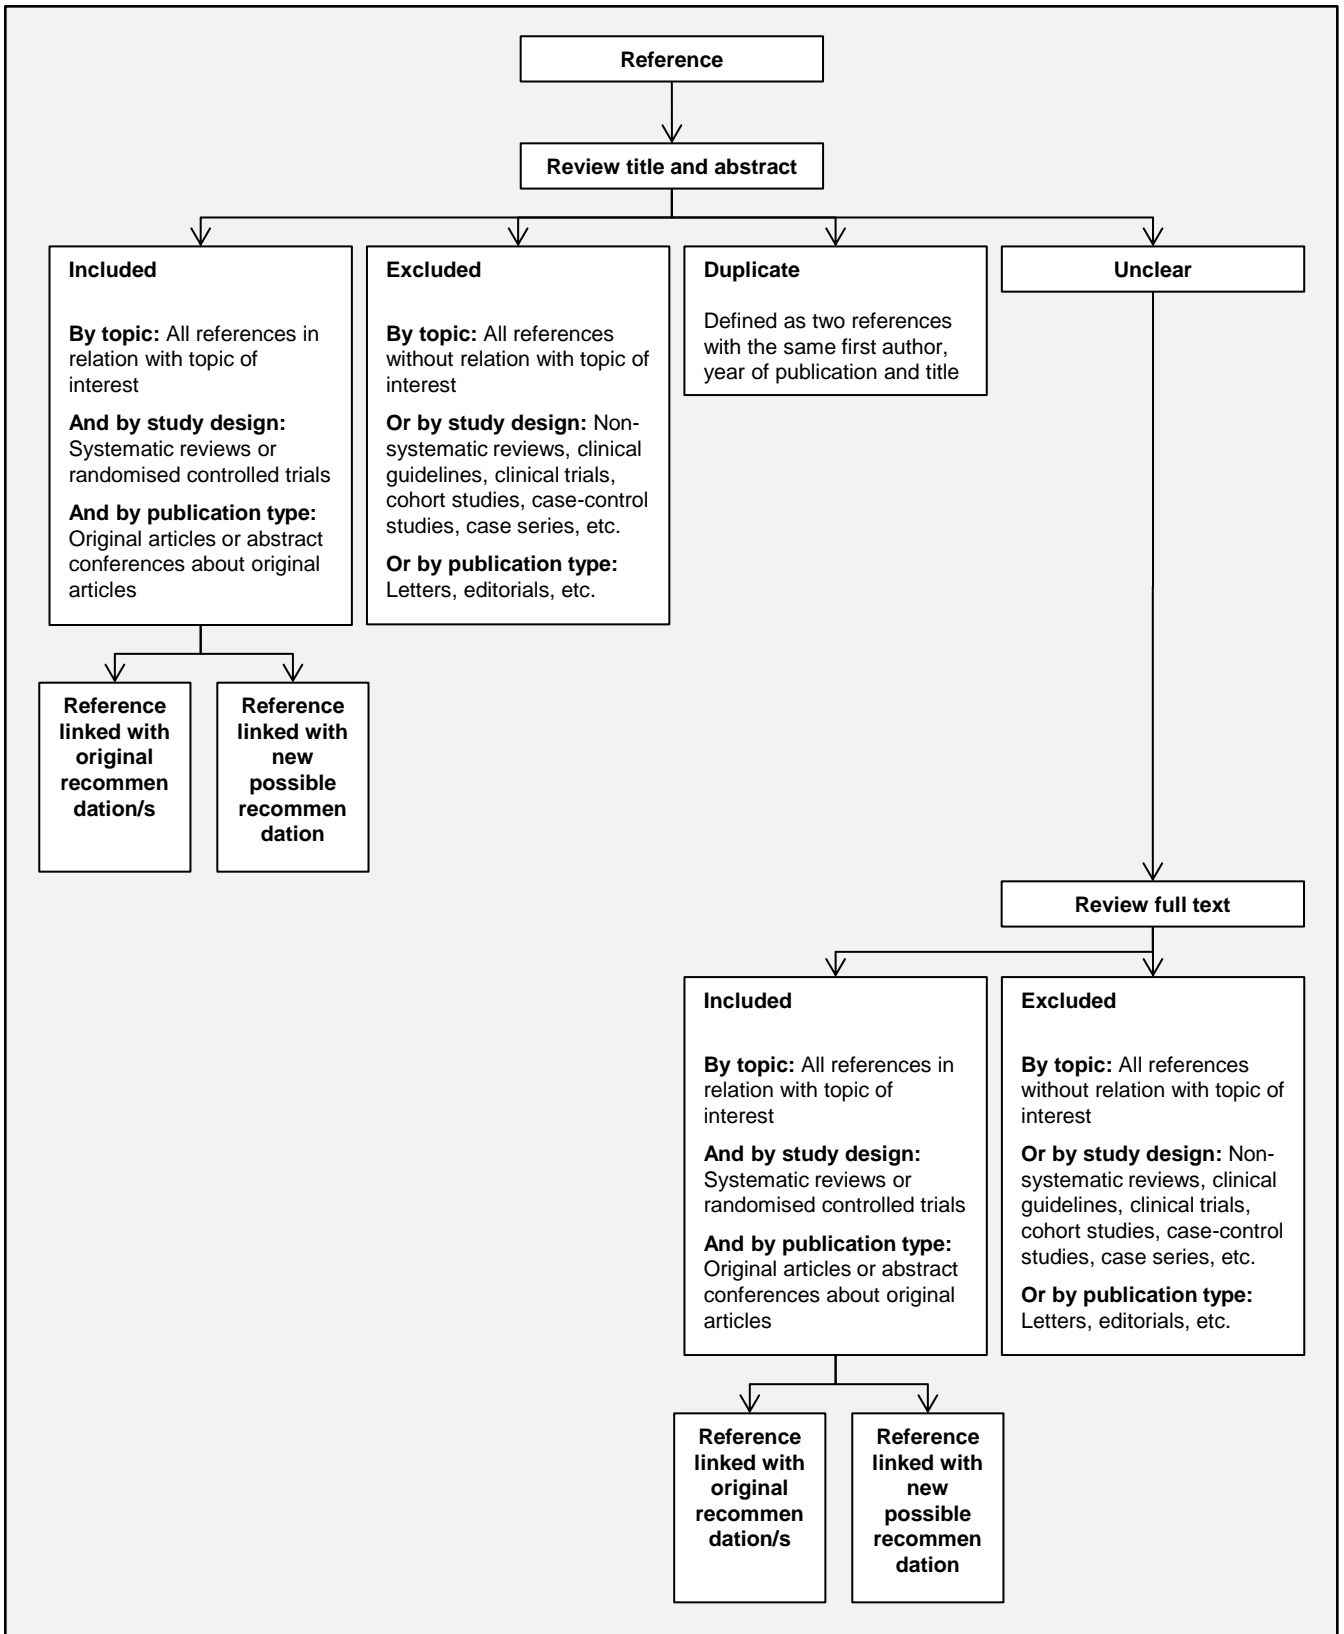 Reference
Review title and abstract
Included
By topic: All references in
relation with topic of
interest
And by study design:
Systematic reviews or
randomised controlled trials
And by publication type:
Original articles or abstract
conferences about original
articles
Excluded
By topic: All references
without relation with topic of
interest
Or by study design: Non-
systematic reviews, clinical
guidelines, clinical trials,
cohort studies, case-control
studies, case series, etc.
Or by publication type:
Letters, editorials, etc.
Duplicate
Defined as two references
with the same first author,
year of publication and title
Unclear
Reference
linked with
original
recommen
dation/s
Reference
linked with
new
possible
recommen
dation
Review full text
Included
By topic: All references in
relation with topic of
interest
And by study design:
Systematic reviews or
randomised controlled trials
And by publication type:
Original articles or abstract
conferences about original
articles
Excluded
By topic: All references
without relation with topic of
interest
Or by study design: Non-
systematic reviews, clinical
guidelines, clinical trials,
cohort studies, case-control
studies, case series, etc.
Or by publication type:
Letters, editorials, etc.
Reference
linked with
original
recommen
dation/s
Reference
linked with
new
possible
recommen
dation